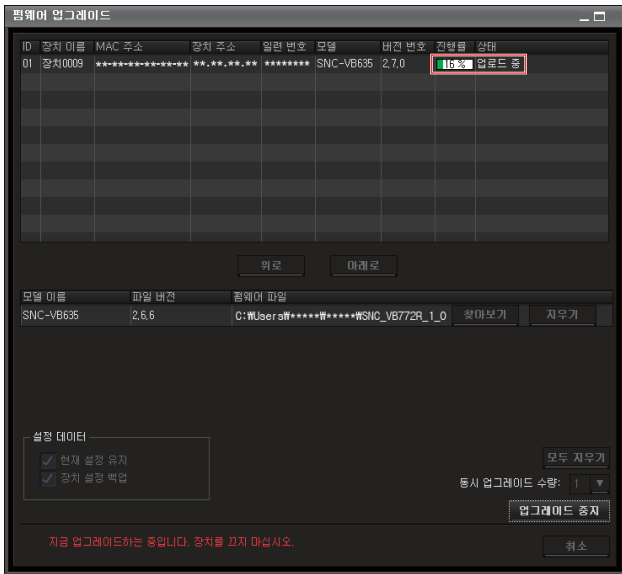 펌웨어 업그레이드
ID 장치 이름 MAC 주소 장치 주소 일련 번호 모델 버전 번호 진행률 상태
01 장치0009 **-**-**-**-**-** **.**.**.** ******** SNC-VB635 2,7,0 16 % 업로드 중
위로 아래로
모델 이름 파일 버전 펌웨어 파일
SNC-VB635 2,6,6 C:₩Users₩*****₩*****₩SNC_VB772R_1_0 찾아보기 지우기
설정 데이터
현재 설정 유지
장치 설정 백업
모두 지우기
동시 업그레이드 수량: 1
업그레이드 중지
지금 업그레이드하는 중입니다. 장치를 끄지 마십시오.
취소